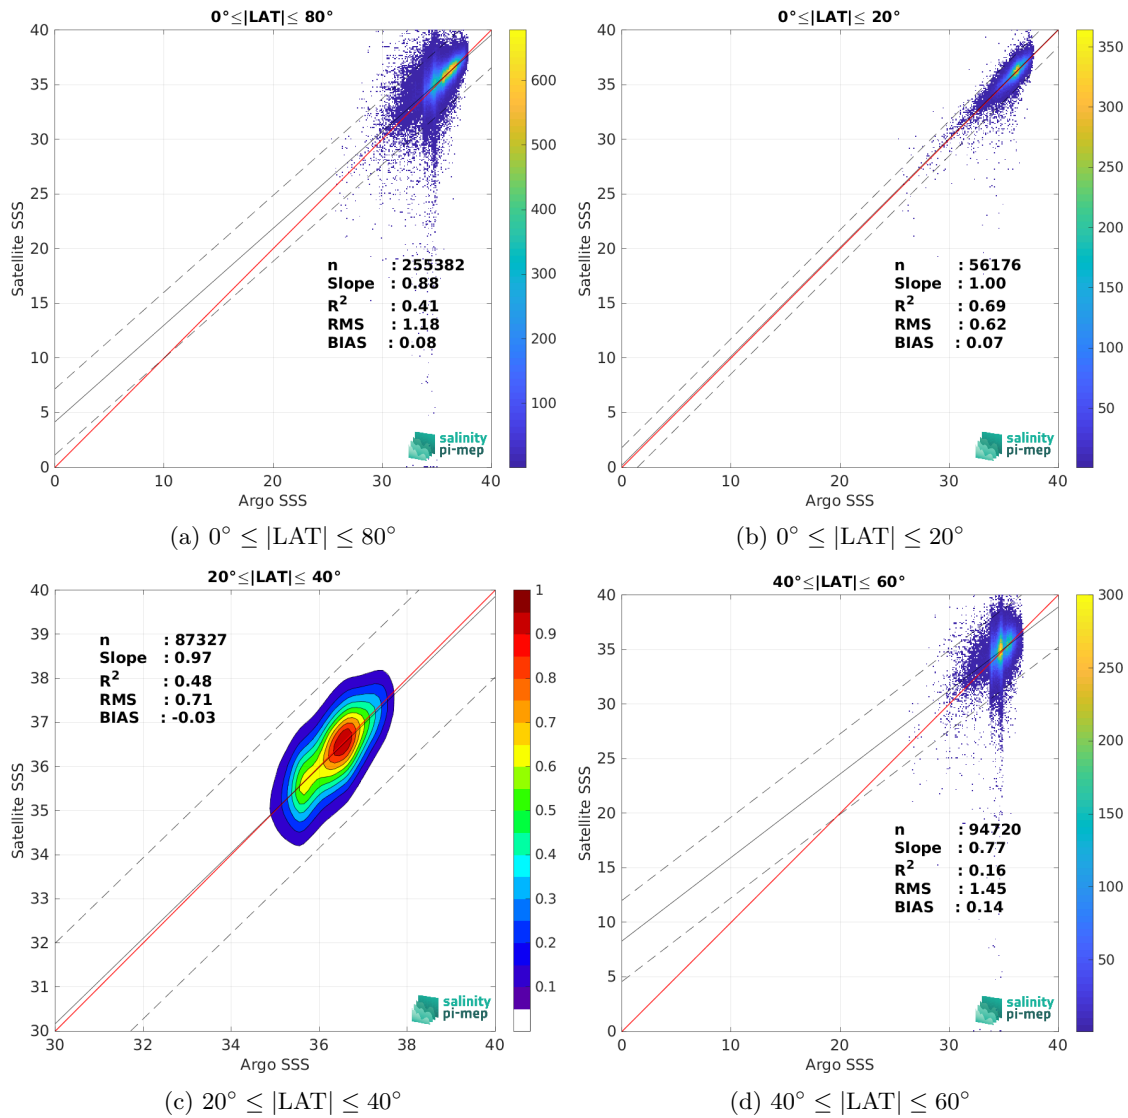 0°≤|LAT|≤ 80°
40
35
30
25
20
15
10
5
0
Satellite SSS
n : 255382
Slope : 0.88
R² : 0.41
RMS : 1.18
BIAS : 0.08
salinity
pi-mep
0 10 20 30 40
Argo SSS
600
500
400
300
200
100
(a) 0° ≤ |LAT| ≤ 80°
0°≤|LAT|≤ 20°
40
35
30
25
20
15
10
5
0
Satellite SSS
n : 56176
Slope : 1.00
R² : 0.69
RMS : 0.62
BIAS : 0.07
salinity
pi-mep
0 10 20 30 40
Argo SSS
350
300
250
200
150
100
50
(b) 0° ≤ |LAT| ≤ 20°
20°≤|LAT|≤ 40°
40
39
38
37
36
35
34
33
32
31
30
Satellite SSS
n : 87327
Slope : 0.97
R² : 0.48
RMS : 0.71
BIAS : -0.03
salinity
pi-mep
30 32 34 36 38 40
Argo SSS
1
0.9
0.8
0.7
0.6
0.5
0.4
0.3
0.2
0.1
(c) 20° ≤ |LAT| ≤ 40°
40°≤|LAT|≤ 60°
40
35
30
25
20
15
10
5
0
Satellite SSS
n : 94720
Slope : 0.77
R² : 0.16
RMS : 1.45
BIAS : 0.14
salinity
pi-mep
0 10 20 30 40
Argo SSS
300
250
200
150
100
50
(d) 40° ≤ |LAT| ≤ 60°